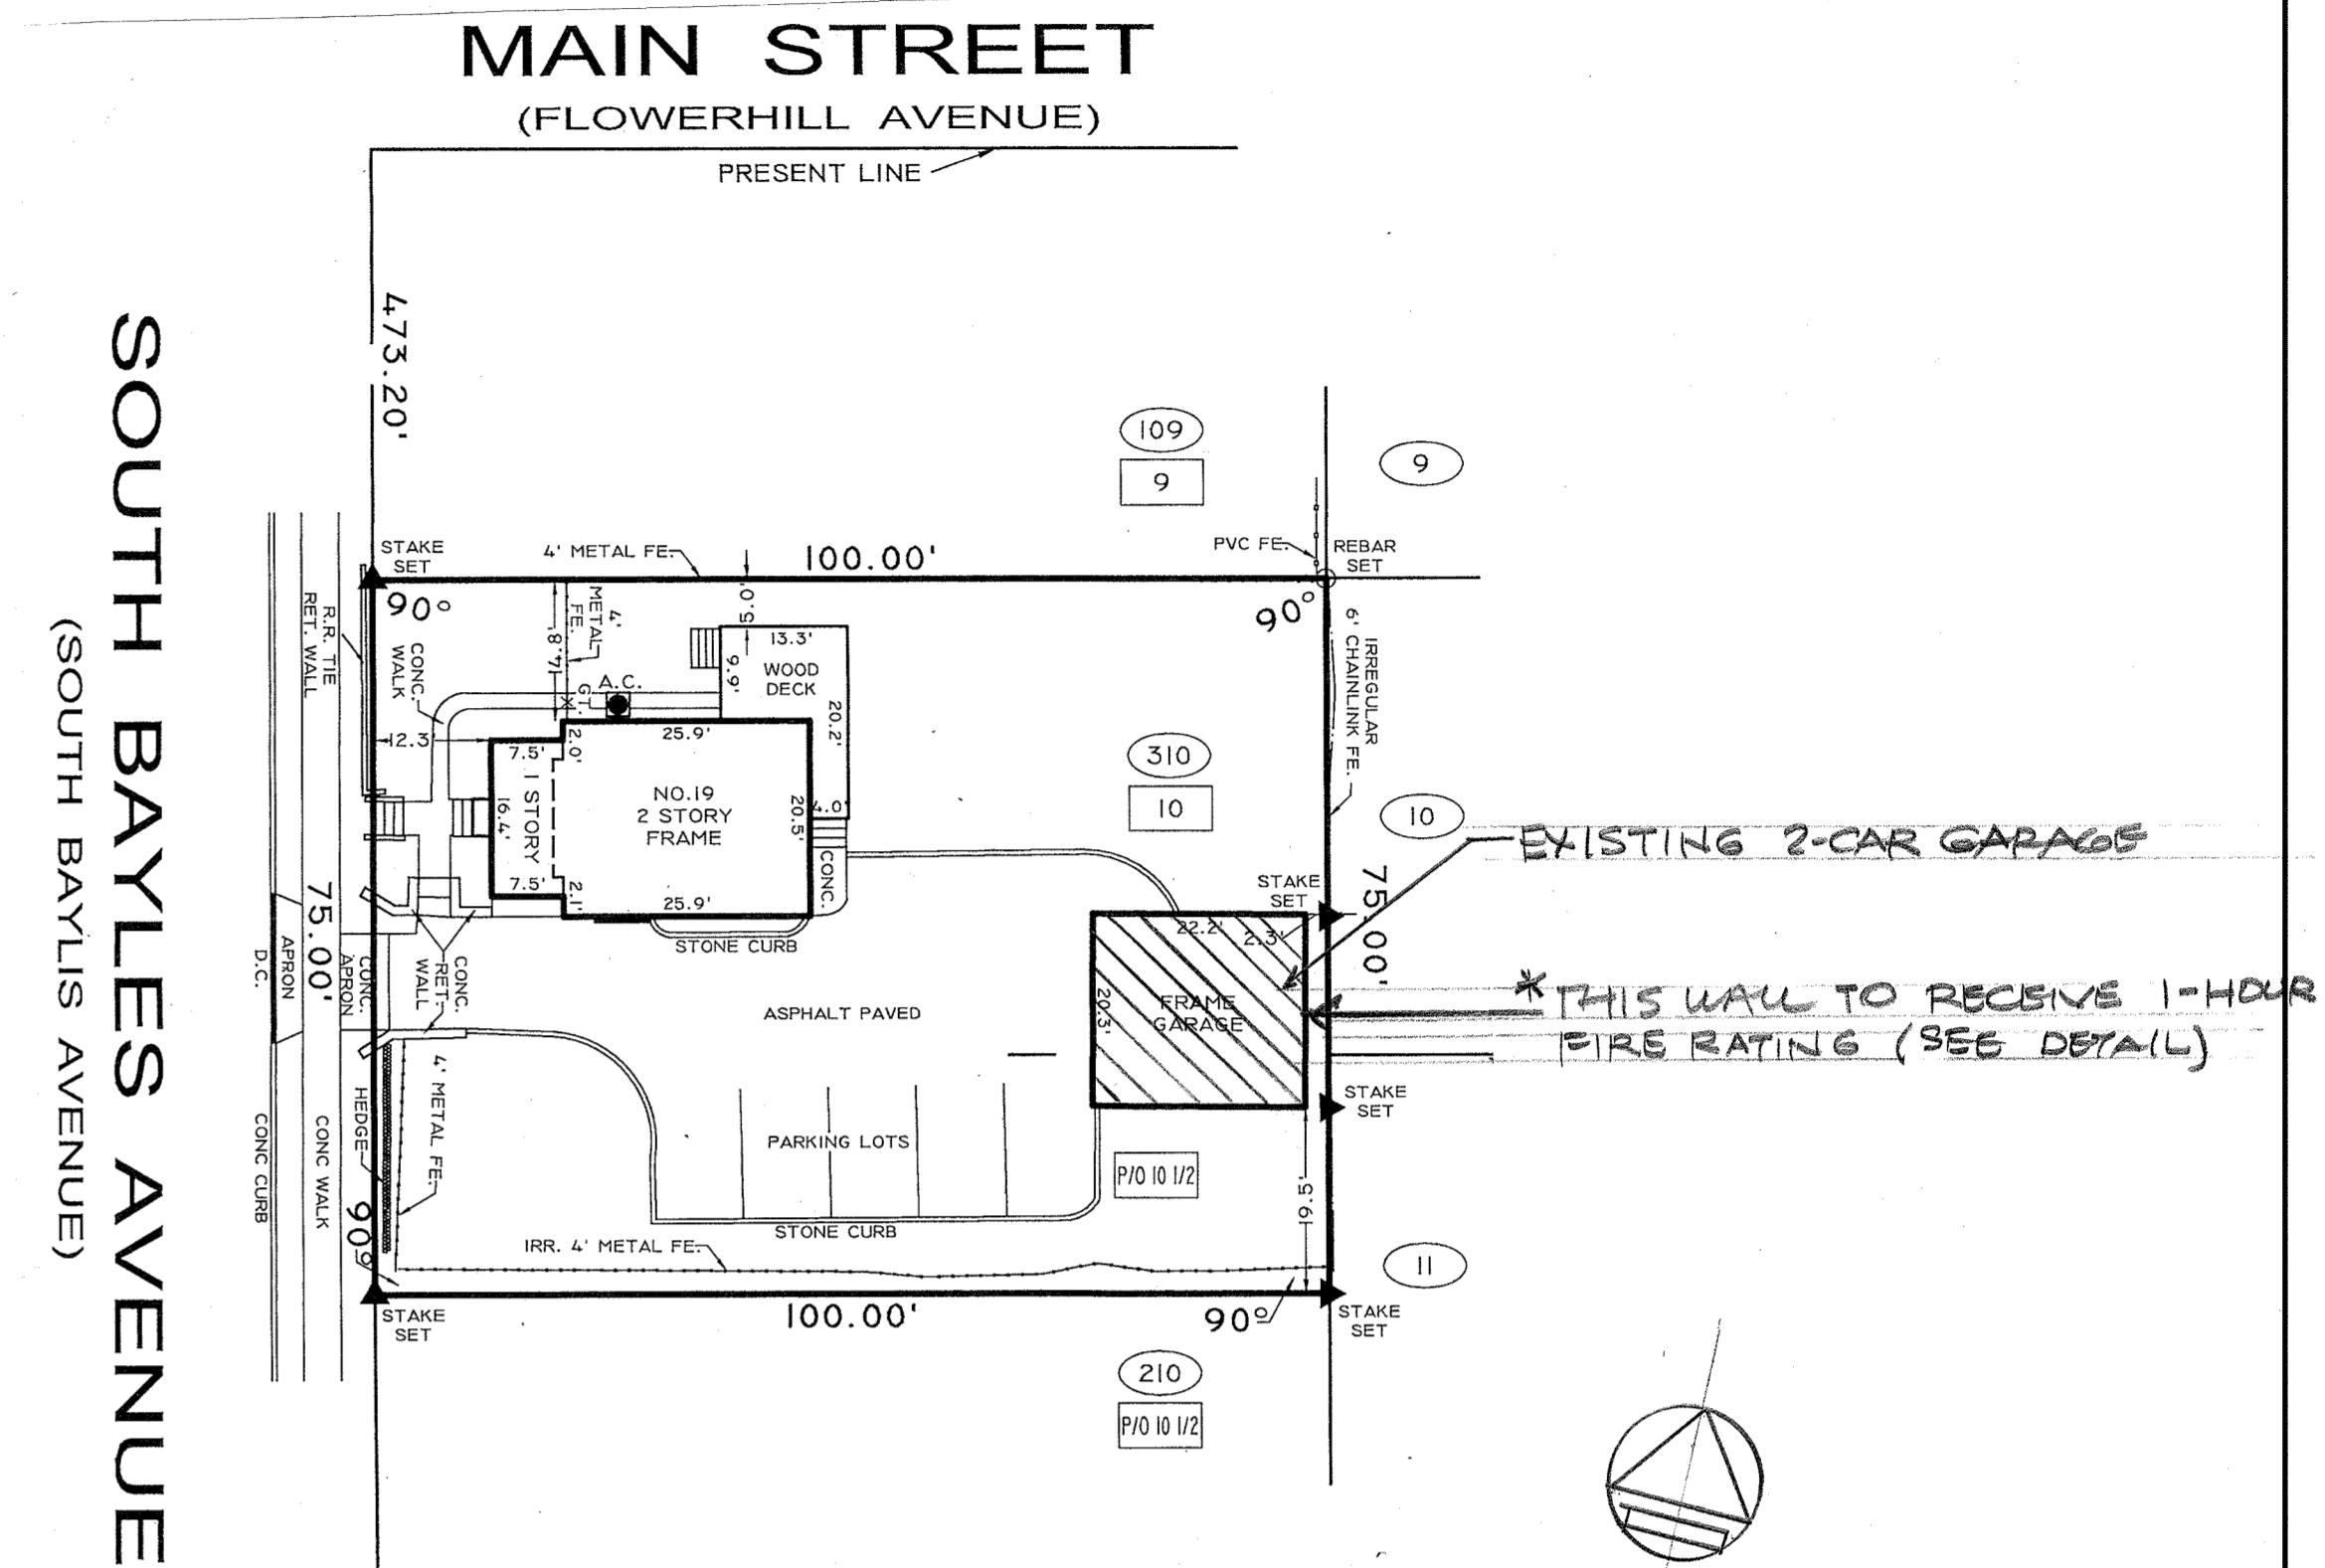 MAIN STREET
(FLOWERHILL AVENUE)
PRESENT LINE
473.20'
SOUTH BAYLES AVENUE
(SOUTH BAYLIS AVENUE)
109
9
9
STAKE
SET
4' METAL FE.
100.00'
PVC FE.
REBAR
SET
90°
90°
R.R. TIE
RET. WALL
CONC.
WALK
14.8'
4'
METAL
FE.
5.0'
13.3'
WOOD
DECK
9.9'
20.2'
G.T.
A.C.
IRREGULAR
6' CHAINLINK FE.
12.3
7.5'
2.0'
25.9'
16.4'
1 STORY
NO.19
2 STORY
FRAME
20.5'
4.0'
7.5'
2.1'
25.9'
CONC.
STONE CURB
310
10
10
EXISTING 2-CAR GARAGE
STAKE
SET
75.00'
75.00'
22.2'
2.3'
20.3'
FRAME
GARAGE
* THIS WALL TO RECEIVE 1-HOUR
FIRE RATING (SEE DETAIL)
D.C.
APRON
CONC.
APRON
CONC.
RET.
WALL
ASPHALT PAVED
STAKE
SET
PARKING LOTS
P/O 10 1/2
19.5'
CONC CURB
CONC WALK
HEDGE
4' METAL FE.
STONE CURB
IRR. 4' METAL FE.
90°
11
STAKE
SET
100.00'
90°
STAKE
SET
210
P/O 10 1/2